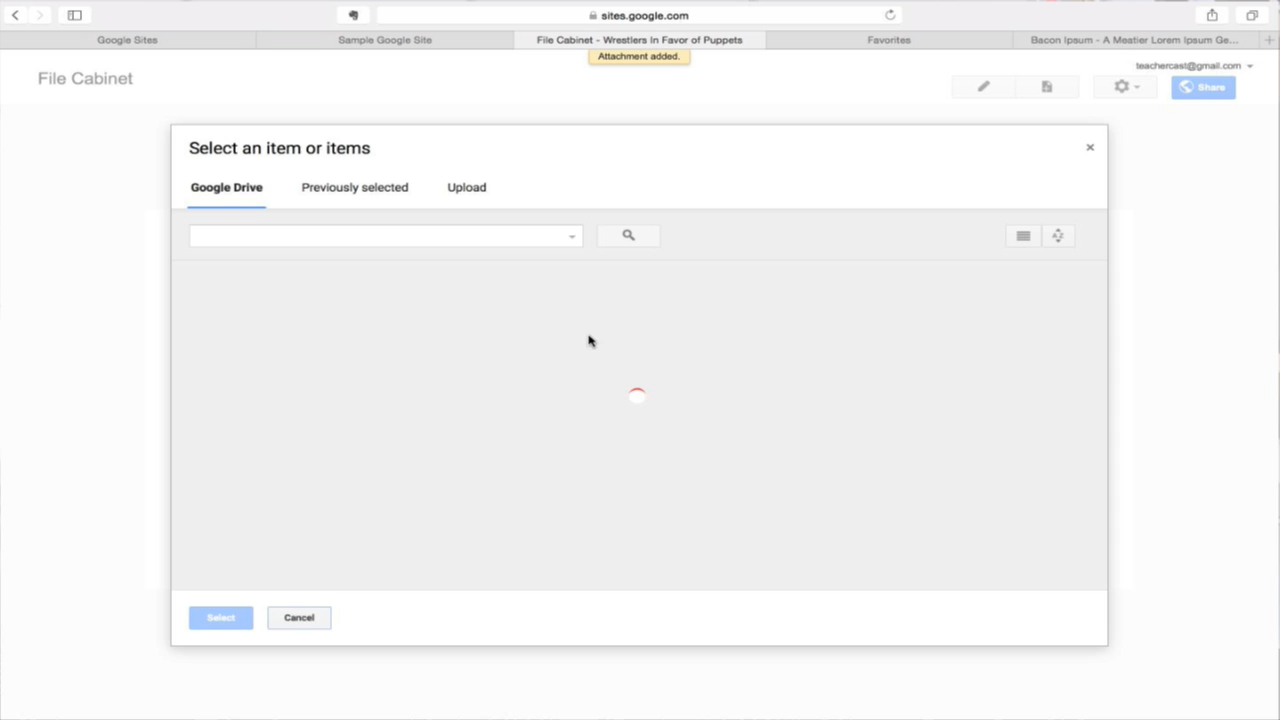 sites.google.com
Google Sites
Sample Google Site
File Cabinet - Wrestlers In Favor of Puppets
Favorites
Bacon Ipsum - A Meatier Lorem Ipsum Ge...
Attachment added.
teachercast@gmail.com
File Cabinet
Share
Select an item or items
Google Drive
Previously selected
Upload
AZ
Select
Cancel